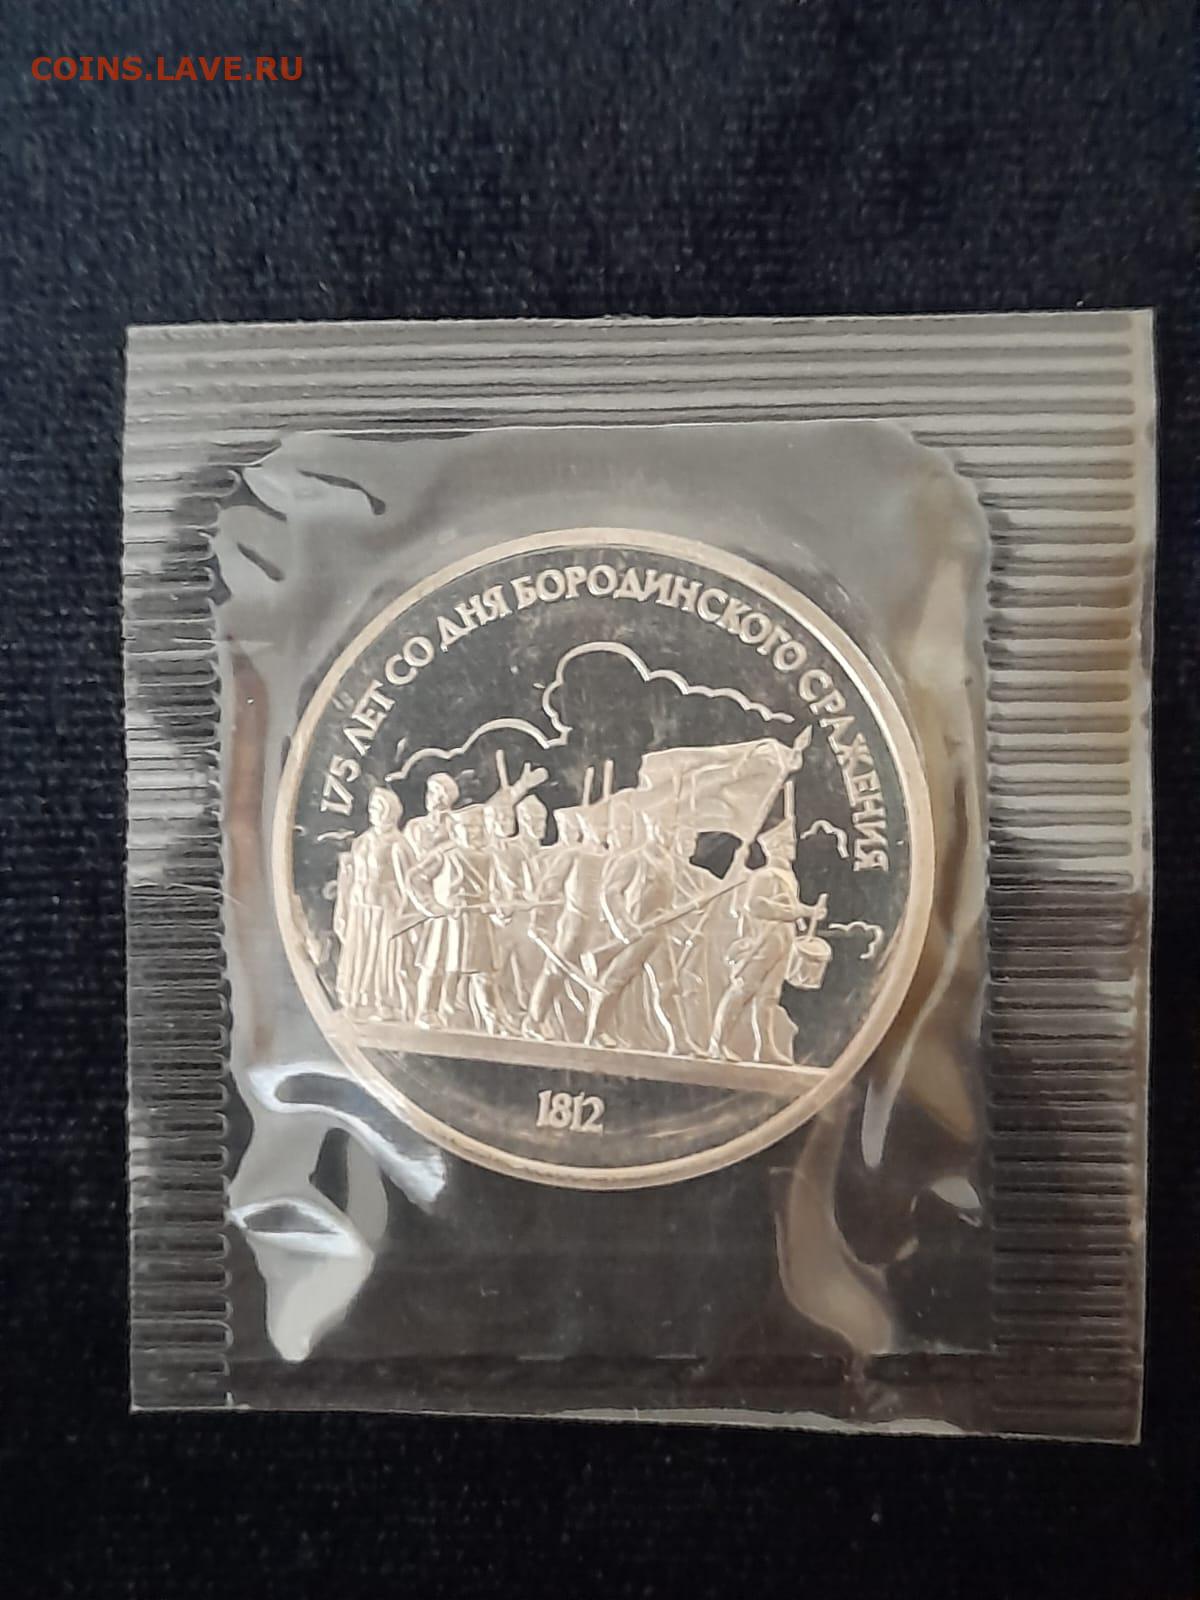 COINS.LAVE.RU
175 ЛЕТ СО ДНЯ БОРОДИНСКОГО СРАЖЕНИЯ
1812